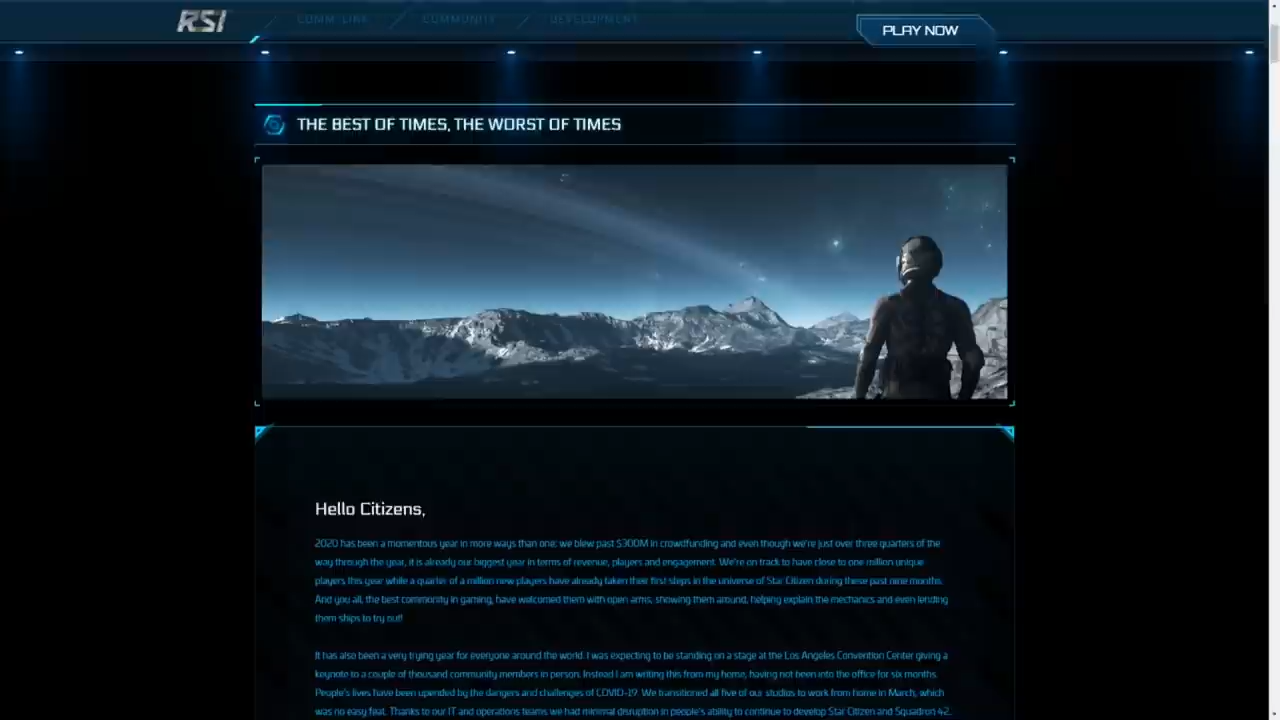 RSI
COMM-LINK
COMMUNITY
DEVELOPMENT
PLAY NOW
THE BEST OF TIMES, THE WORST OF TIMES
Hello Citizens,
2020 has been a momentous year in more ways than one; we blew past $300M in crowdfunding and even though we're just over three quarters of the
way through the year, it is already our biggest year in terms of revenue, players and engagement. We're on track to have close to one million unique
players this year while a quarter of a million new players have already taken their first steps in the universe of Star Citizen during these past nine months.
And you all, the best community in gaming, have welcomed them with open arms, showing them around, helping explain the mechanics and even lending
them ships to try out!
It has also been a very trying year for everyone around the world. I was expecting to be standing on a stage at the Los Angeles Convention Center giving a
keynote to a couple of thousand community members in person. Instead I am writing this from my home, having not been into the office for six months.
People's lives have been upended by the dangers and challenges of COVID-19. We transitioned all five of our studios to work from home in March, which
was no easy feat. Thanks to our IT and operations teams we had minimal disruption in people's ability to continue to develop Star Citizen and Squadron 42.